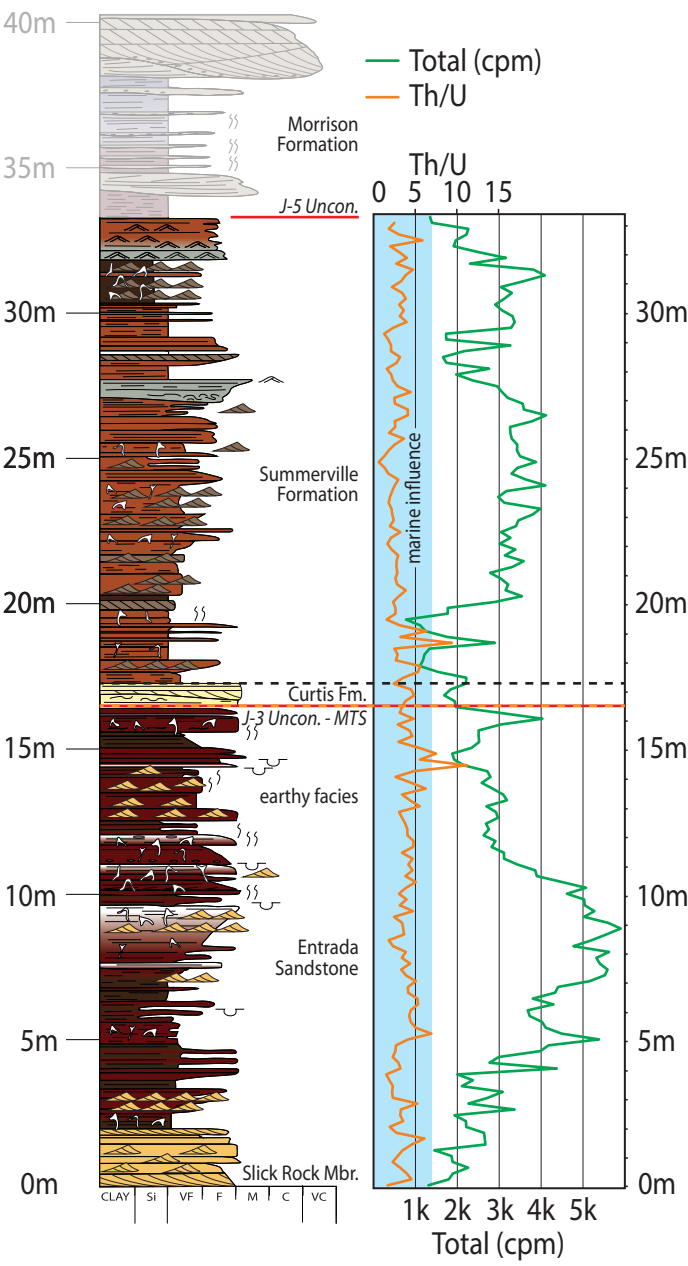 40m
Total (cpm)
Th/U
Morrison
Formation
35m
Th/U
0 5 10 15
J-5 Uncon.
30m
30m
25m
25m
marine influence
Summerville
Formation
20m
20m
Curtis Fm.
J-3 Uncon. - MTS
15m
15m
earthy facies
10m
10m
Entrada
Sandstone
5m
5m
Slick Rock Mbr.
0m
0m
CLAY Si VF F M C VC
1k 2k 3k 4k 5k
Total (cpm)